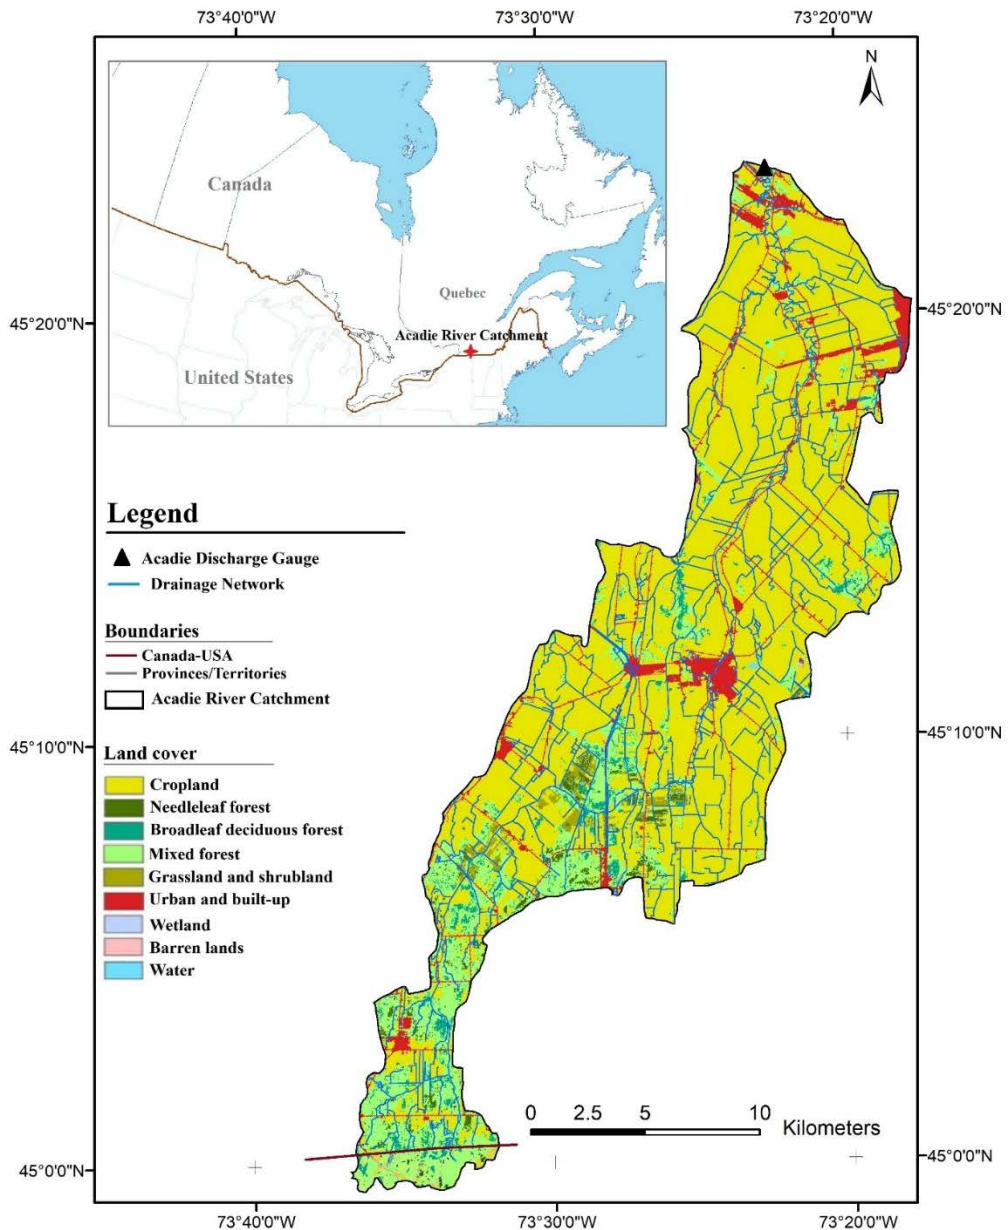 73°40'0"W
73°30'0"W
73°20'0"W
N
Canada
Quebec
Acadie River Catchment
United States
45°20'0"N
45°20'0"N
Legend
Acadie Discharge Gauge
Drainage Network
Boundaries
Canada-USA
Provinces/Territories
Acadie River Catchment
45°10'0"N
45°10'0"N
Land cover
Cropland
Needleleaf forest
Broadleaf deciduous forest
Mixed forest
Grassland and shrubland
Urban and built-up
Wetland
Barren lands
Water
0 2.5 5 10
Kilometers
45°0'0"N
45°0'0"N
73°40'0"W
73°30'0"W
73°20'0"W